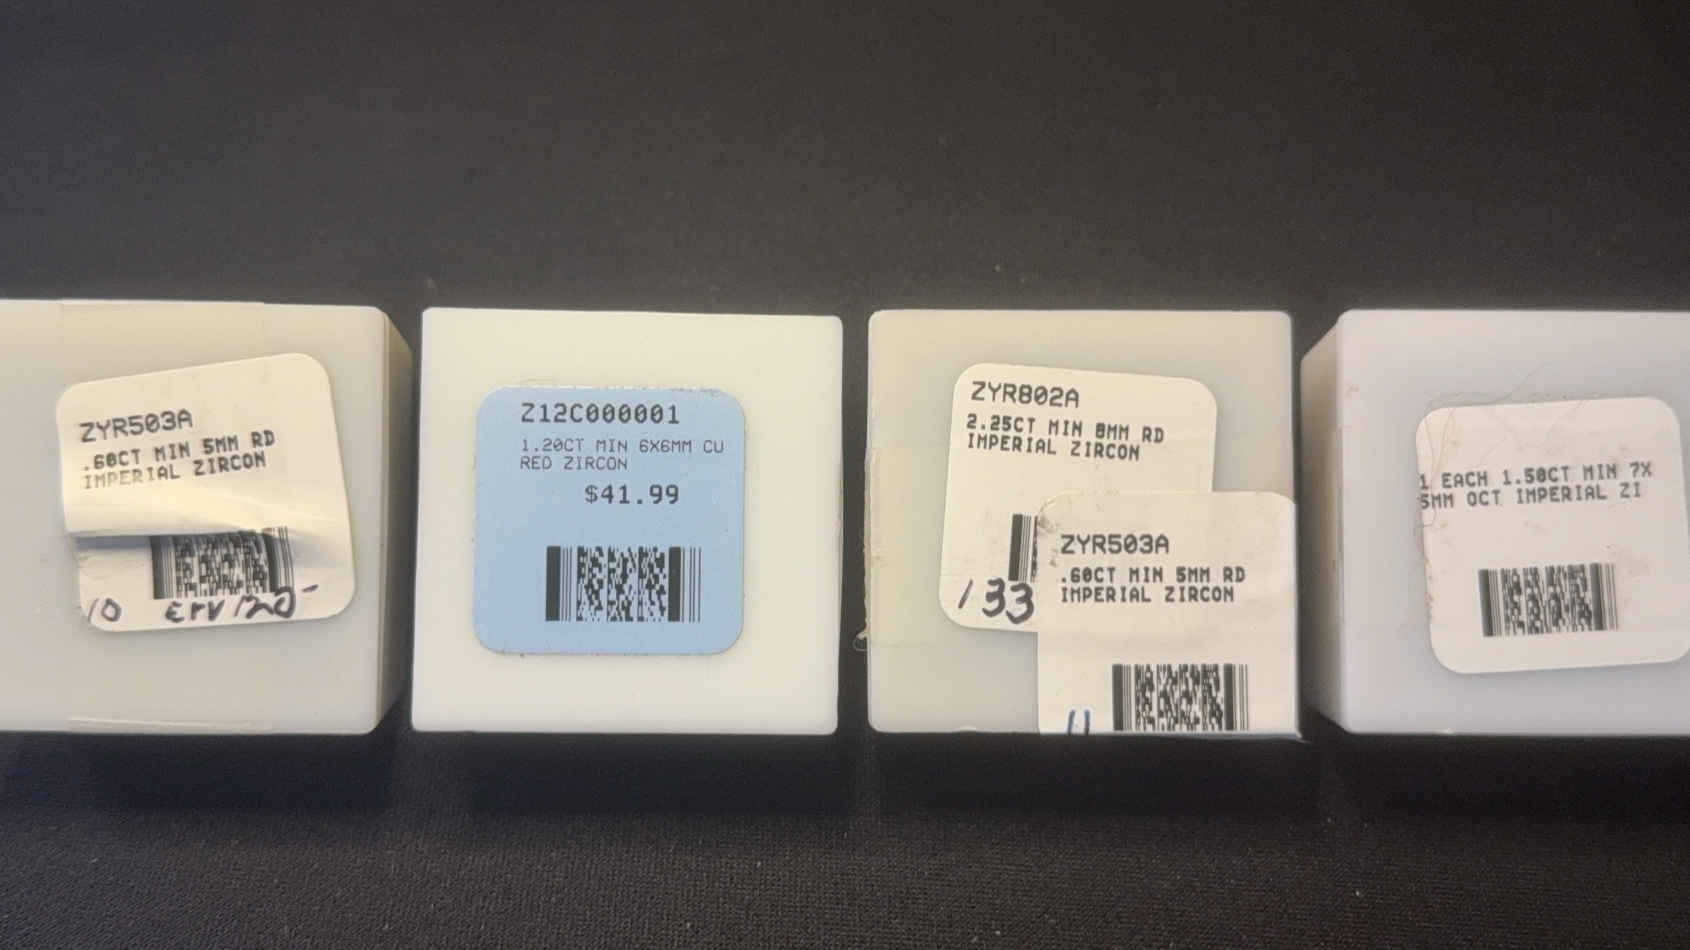 ZYR503A
.60CT MIN 5MM RD
IMPERIAL ZIRCON
10
Z12C000001
1.20CT MIN 6X6MM CU
RED ZIRCON
$41.99
ZYR802A
2.25CT MIN 8MM RD
IMPERIAL ZIRCON
133
ZYR503A
.60CT MIN 5MM RD
IMPERIAL ZIRCON
11
1 EACH 1.50CT MIN 7X
5MM OCT IMPERIAL ZI